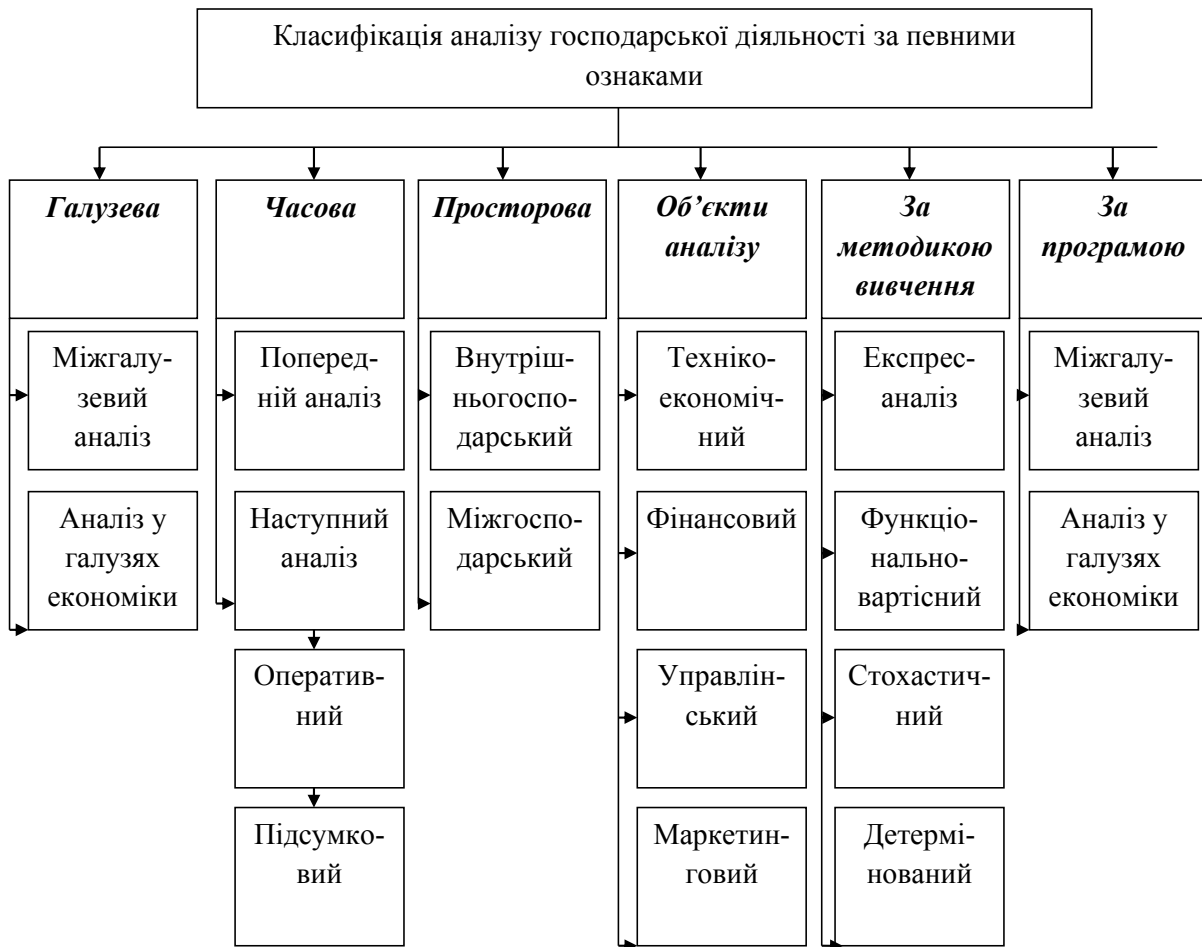 Класифікація аналізу господарської діяльності за певними
ознаками
Галузева
Часова
Просторова
Об’єкти
аналізу
За
методикою
вивчення
За
програмою
Міжгалу-
зевий
аналіз
Поперед-
ній аналіз
Внутріш-
ньогоспо-
дарський
Техніко-
економіч-
ний
Експрес-
аналіз
Міжгалу-
зевий
аналіз
Аналіз у
галузях
економіки
Наступний
аналіз
Міжгоспо-
дарський
Фінансовий
Функціо-
нально-
вартісний
Аналіз у
галузях
економіки
Оператив-
ний
Управлін-
ський
Стохастич-
ний
Підсумко-
вий
Маркетин-
говий
Детермі-
нований